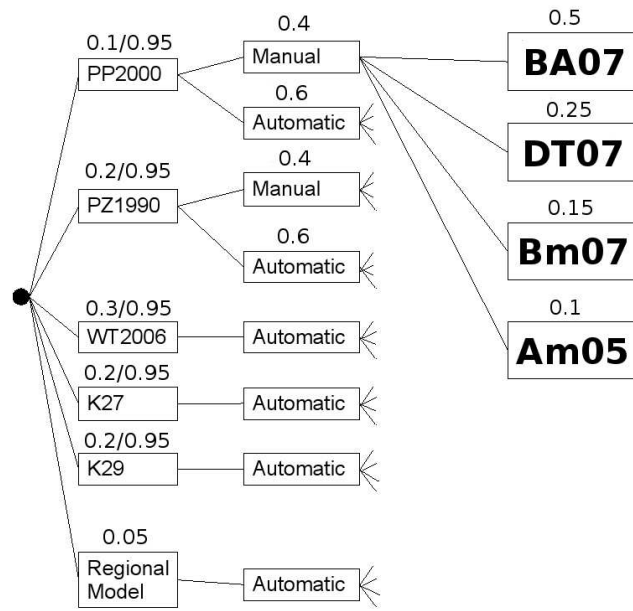 0.1/0.95
PP2000
0.4
Manual
0.6
Automatic
0.2/0.95
PZ1990
0.4
Manual
0.6
Automatic
0.3/0.95
WT2006
Automatic
0.2/0.95
K27
Automatic
0.2/0.95
K29
Automatic
0.05
Regional
Model
Automatic
0.5
BA07
0.25
DT07
0.15
Bm07
0.1
Am05